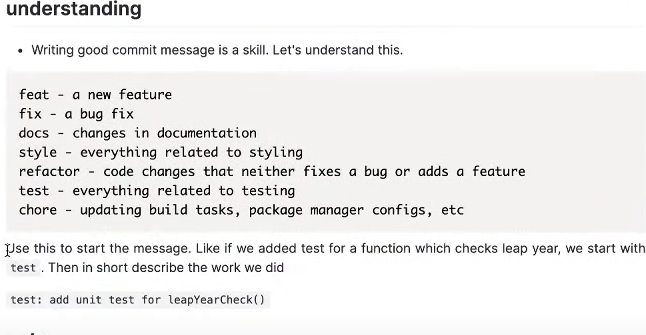 understanding
• Writing good commit message is a skill. Let's understand this.
feat - a new feature
fix - a bug fix
docs - changes in documentation
style - everything related to styling
refactor - code changes that neither fixes a bug or adds a feature
test - everything related to testing
chore - updating build tasks, package manager configs, etc
Use this to start the message. Like if we added test for a function which checks leap year, we start with
test . Then in short describe the work we did
test: add unit test for leapYearCheck()